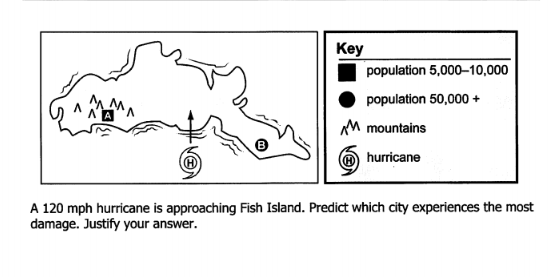 Key
population 5,000–10,000
population 50,000 +
mountains
hurricane
A
B
H
H
A 120 mph hurricane is approaching Fish Island. Predict which city experiences the most
damage. Justify your answer.